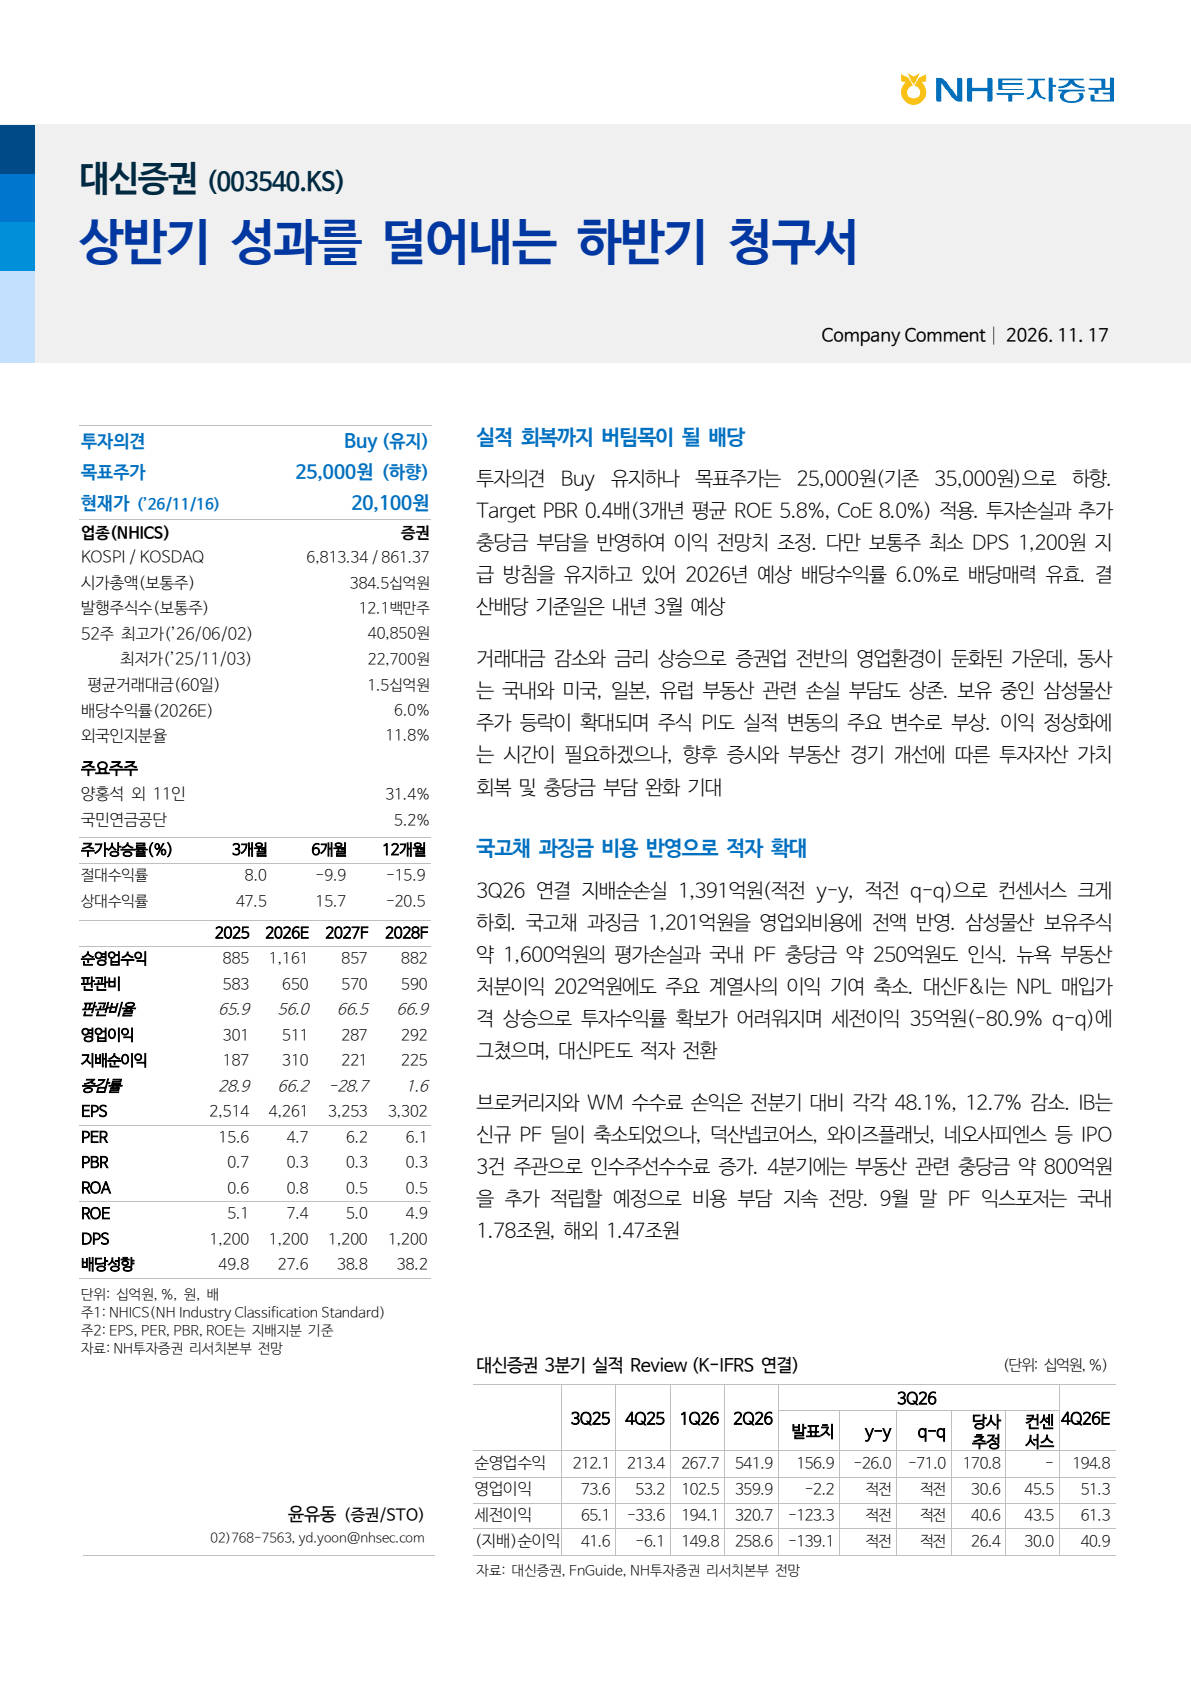 NH투자증권
대신증권 (003540.KS)
상반기 성과를 덜어내는 하반기 청구서
Company Comment | 2026. 11. 17
투자의견 Buy (유지)
목표주가 25,000원 (하향)
현재가 ('26/11/16) 20,100원
업종(NHICS) 증권
KOSPI / KOSDAQ 6,813.34 / 861.37
시가총액(보통주) 384.5십억원
발행주식수(보통주) 12.1백만주
52주 최고가('26/06/02) 40,850원
최저가('25/11/03) 22,700원
평균거래대금(60일) 1.5십억원
배당수익률(2026E) 6.0%
외국인지분율 11.8%
주요주주
양홍석 외 11인 31.4%
국민연금공단 5.2%
주가상승률(%) 3개월 6개월 12개월
절대수익률 8.0 -9.9 -15.9
상대수익률 47.5 15.7 -20.5
2025 2026E 2027F 2028F
순영업수익 885 1,161 857 882
판관비 583 650 570 590
판관비율 65.9 56.0 66.5 66.9
영업이익 301 511 287 292
지배순이익 187 310 221 225
증감률 28.9 66.2 -28.7 1.6
EPS 2,514 4,261 3,253 3,302
PER 15.6 4.7 6.2 6.1
PBR 0.7 0.3 0.3 0.3
ROA 0.6 0.8 0.5 0.5
ROE 5.1 7.4 5.0 4.9
DPS 1,200 1,200 1,200 1,200
배당성향 49.8 27.6 38.8 38.2
단위: 십억원, %, 원, 배
주1: NHICS(NH Industry Classification Standard)
주2: EPS, PER, PBR, ROE는 지배지분 기준
자료: NH투자증권 리서치본부 전망
윤유동 (증권/STO)
02)768-7563, yd.yoon@nhsec.com
실적 회복까지 버팀목이 될 배당
투자의견 Buy 유지하나 목표주가는 25,000원(기존 35,000원)으로 하향.
Target PBR 0.4배(3개년 평균 ROE 5.8%, CoE 8.0%) 적용. 투자손실과 추가
충당금 부담을 반영하여 이익 전망치 조정. 다만 보통주 최소 DPS 1,200원 지
급 방침을 유지하고 있어 2026년 예상 배당수익률 6.0%로 배당매력 유효. 결
산배당 기준일은 내년 3월 예상
거래대금 감소와 금리 상승으로 증권업 전반의 영업환경이 둔화된 가운데, 동사
는 국내와 미국, 일본, 유럽 부동산 관련 손실 부담도 상존. 보유 중인 삼성물산
주가 등락이 확대되며 주식 PI도 실적 변동의 주요 변수로 부상. 이익 정상화에
는 시간이 필요하겠으나, 향후 증시와 부동산 경기 개선에 따른 투자자산 가치
회복 및 충당금 부담 완화 기대
국고채 과징금 비용 반영으로 적자 확대
3Q26 연결 지배순손실 1,391억원(적전 y-y, 적전 q-q)으로 컨센서스 크게
하회. 국고채 과징금 1,201억원을 영업외비용에 전액 반영. 삼성물산 보유주식
약 1,600억원의 평가손실과 국내 PF 충당금 약 250억원도 인식. 뉴욕 부동산
처분이익 202억원에도 주요 계열사의 이익 기여 축소. 대신F&I는 NPL 매입가
격 상승으로 투자수익률 확보가 어려워지며 세전이익 35억원(-80.9% q-q)에
그쳤으며, 대신PE도 적자 전환
브로커리지와 WM 수수료 손익은 전분기 대비 각각 48.1%, 12.7% 감소. IB는
신규 PF 딜이 축소되었으나, 덕산넵코어스, 와이즈플래닛, 네오사피엔스 등 IPO
3건 주관으로 인수주선수수료 증가. 4분기에는 부동산 관련 충당금 약 800억원
을 추가 적립할 예정으로 비용 부담 지속 전망. 9월 말 PF 익스포저는 국내
1.78조원, 해외 1.47조원
대신증권 3분기 실적 Review (K-IFRS 연결) (단위: 십억원, %)
3Q25 4Q25 1Q26 2Q26 3Q26 4Q26E
발표치 y-y q-q 당사 추정 컨센 서스
순영업수익 212.1 213.4 267.7 541.9 156.9 -26.0 -71.0 170.8 - 194.8
영업이익 73.6 53.2 102.5 359.9 -2.2 적전 적전 30.6 45.5 51.3
세전이익 65.1 -33.6 194.1 320.7 -123.3 적전 적전 40.6 43.5 61.3
(지배)순이익 41.6 -6.1 149.8 258.6 -139.1 적전 적전 26.4 30.0 40.9
자료: 대신증권, FnGuide, NH투자증권 리서치본부 전망